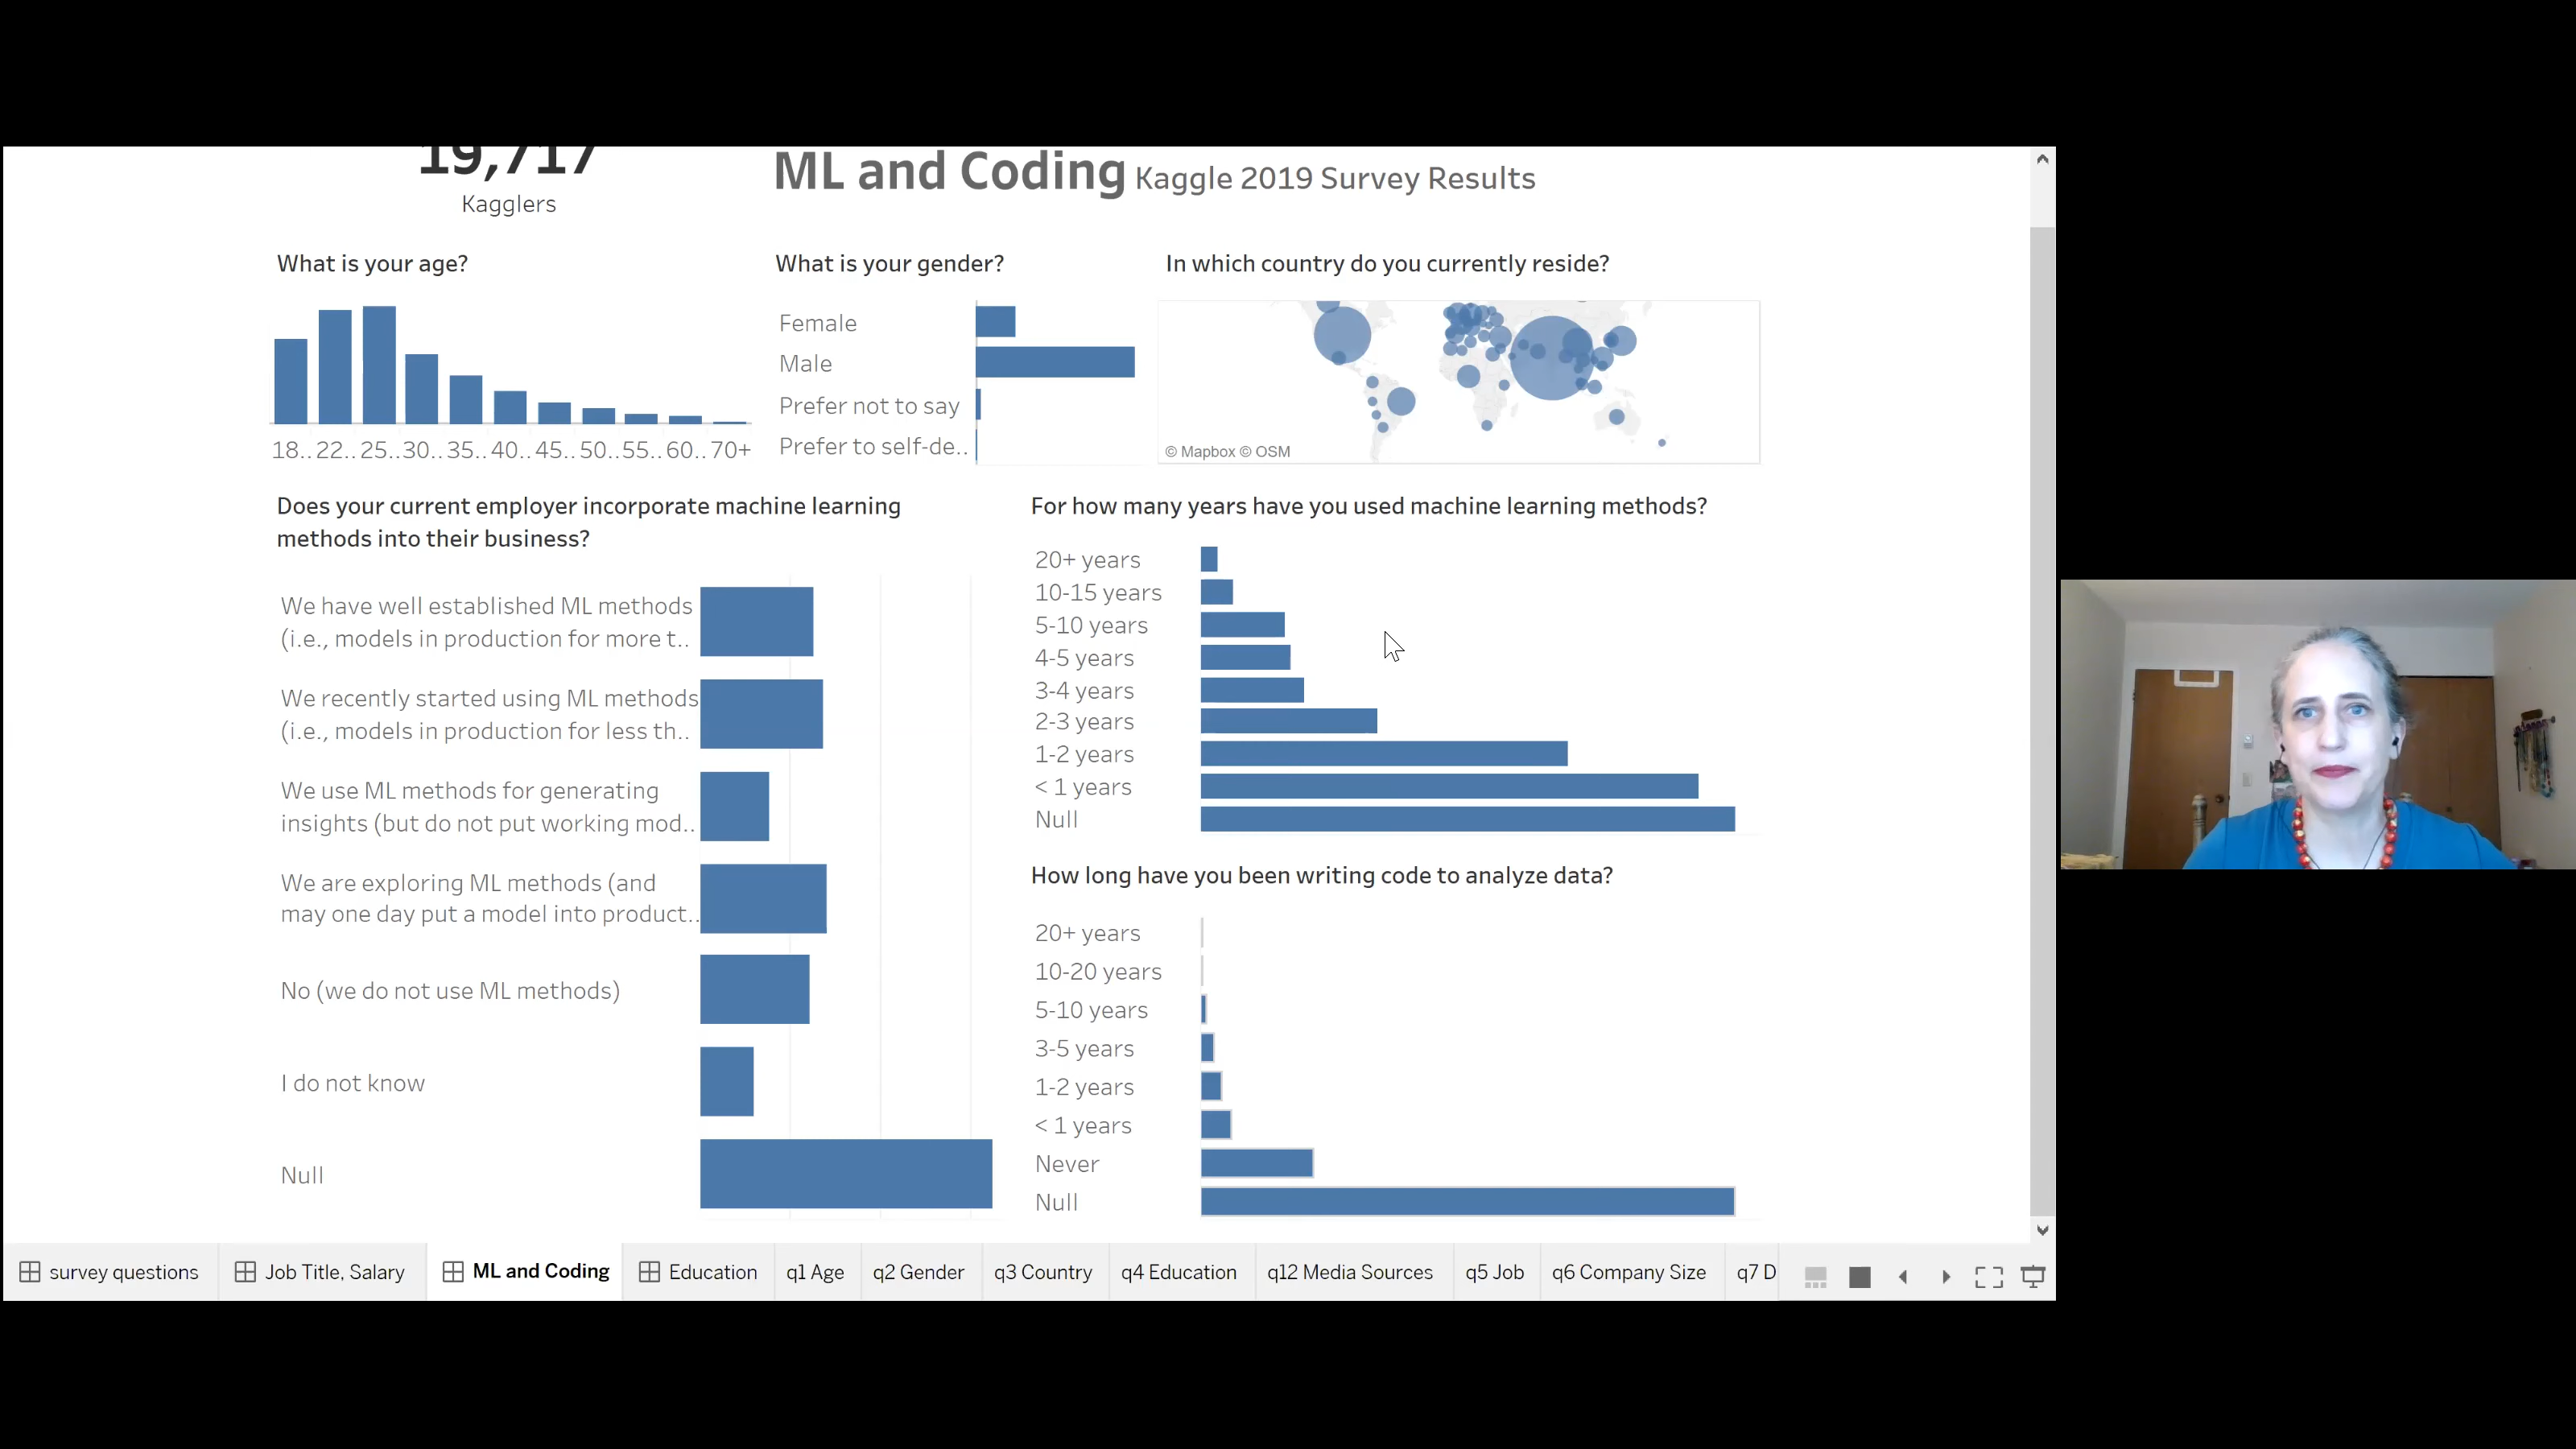 19,717
Kagglers
ML and Coding Kaggle 2019 Survey Results
What is your age?
18.. 22.. 25.. 30.. 35.. 40.. 45.. 50.. 55.. 60.. 70+
What is your gender?
Female
Male
Prefer not to say
Prefer to self-de..
In which country do you currently reside?
© Mapbox © OSM
Does your current employer incorporate machine learning
methods into their business?
We have well established ML methods
(i.e., models in production for more t..
We recently started using ML methods
(i.e., models in production for less th..
We use ML methods for generating
insights (but do not put working mod..
We are exploring ML methods (and
may one day put a model into product..
No (we do not use ML methods)
I do not know
Null
For how many years have you used machine learning methods?
20+ years
10-15 years
5-10 years
4-5 years
3-4 years
2-3 years
1-2 years
< 1 years
Null
How long have you been writing code to analyze data?
20+ years
10-20 years
5-10 years
3-5 years
1-2 years
< 1 years
Never
Null
survey questions
Job Title, Salary
ML and Coding
Education
q1 Age
q2 Gender
q3 Country
q4 Education
q12 Media Sources
q5 Job
q6 Company Size
q7 D